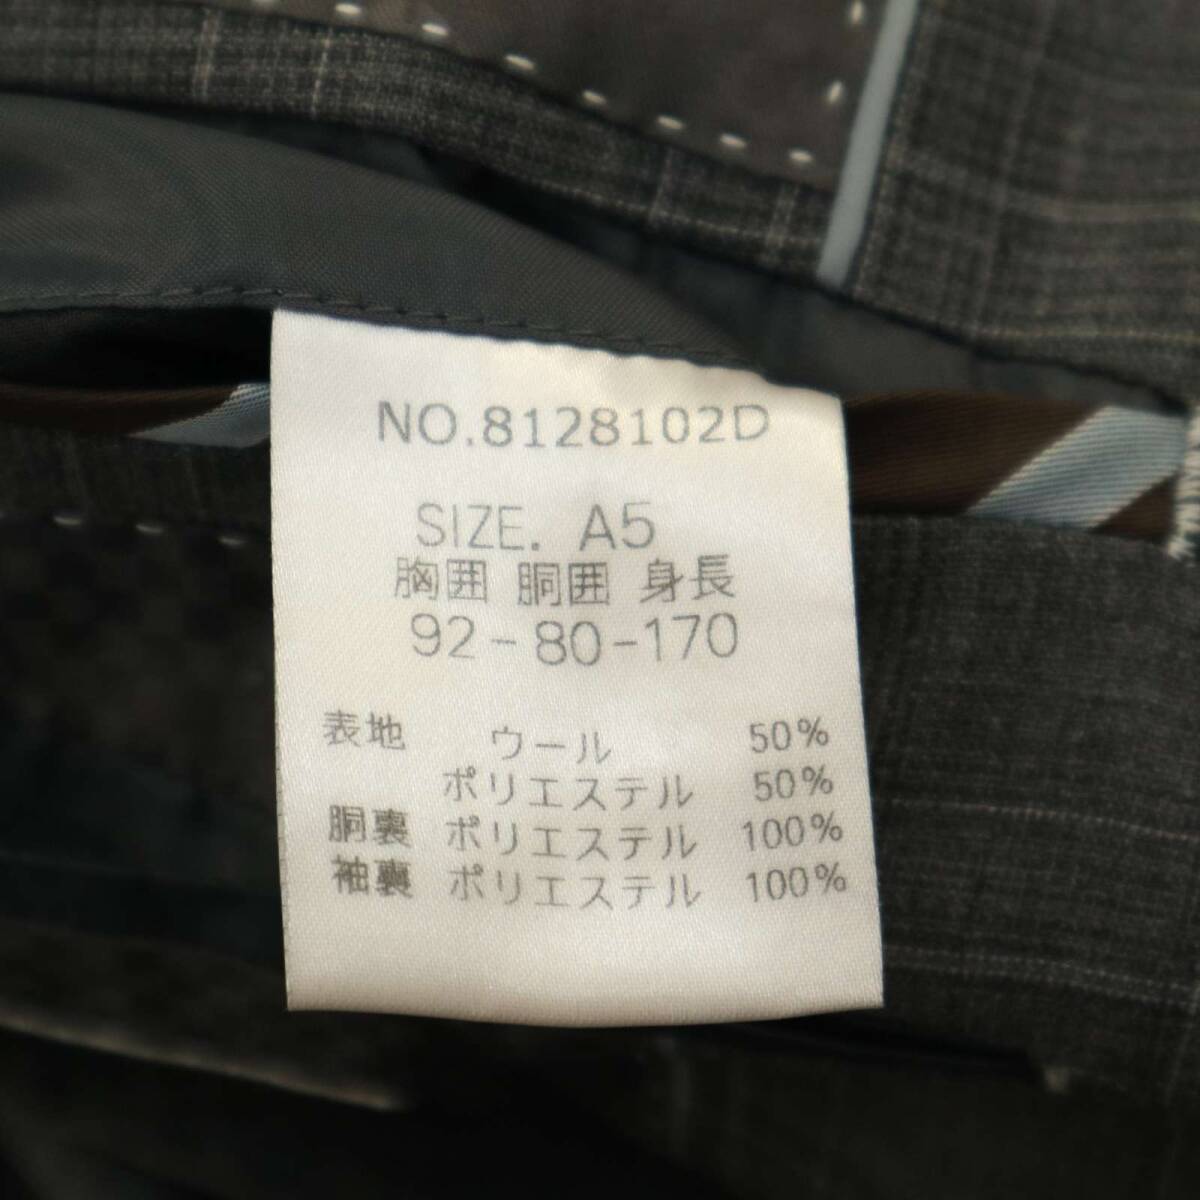 NO.8128102D
SIZE. A5
胸囲 胴囲 身長
92-80-170
表地 ウール 50%
ポリエステル 50%
胴裏 ポリエステル 100%
袖裏 ポリエステル 100%